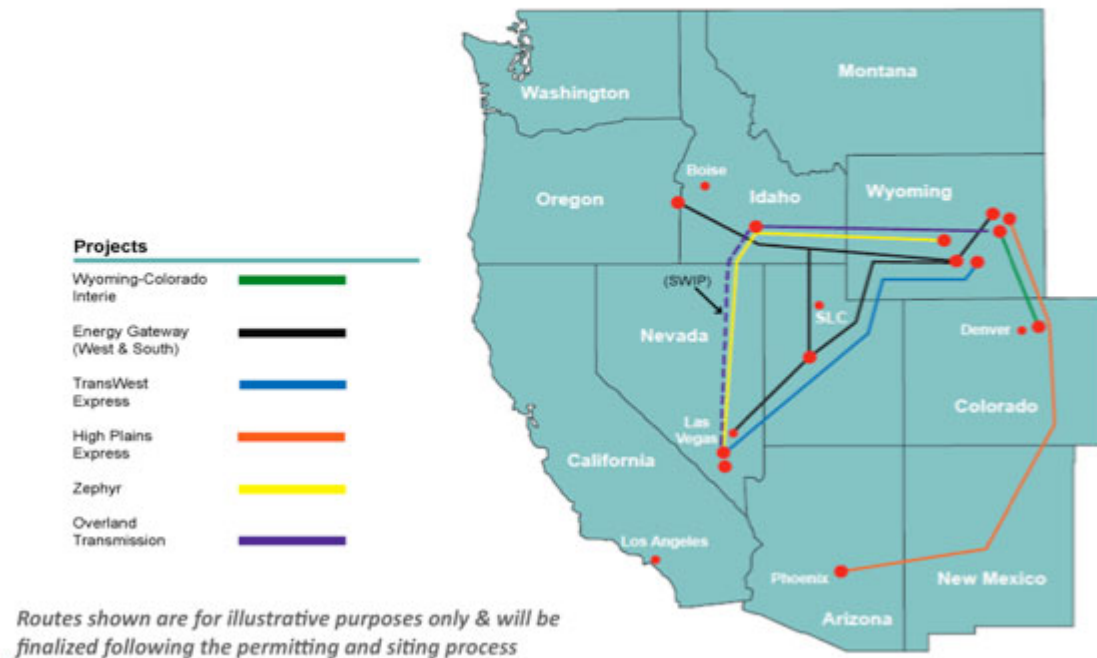 Projects
Wyoming-Colorado
Interie
Energy Gateway
(West & South)
TransWest
Express
High Plains
Express
Zephyr
Overland
Transmission
Washington
Montana
Oregon
Boise
Idaho
Wyoming
(SWIP)
Nevada
SLC
Denver
Colorado
Las
Vegas
California
Los Angeles
Phoenix
New Mexico
Arizona
Routes shown are for illustrative purposes only & will be
finalized following the permitting and siting process